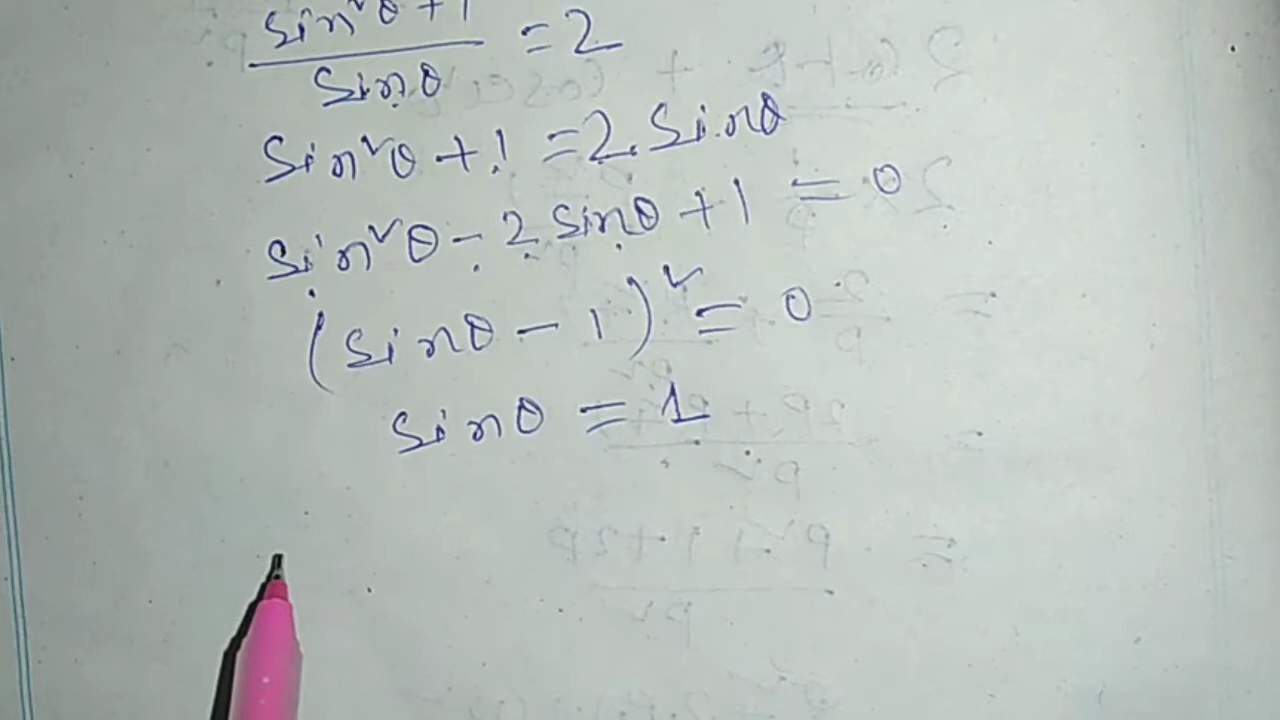 sin²θ + 1
/ sinθ = 2
sin²θ + 1 = 2 sinθ
sin²θ - 2 sinθ + 1 = 0
(sinθ - 1)² = 0
sinθ = 1